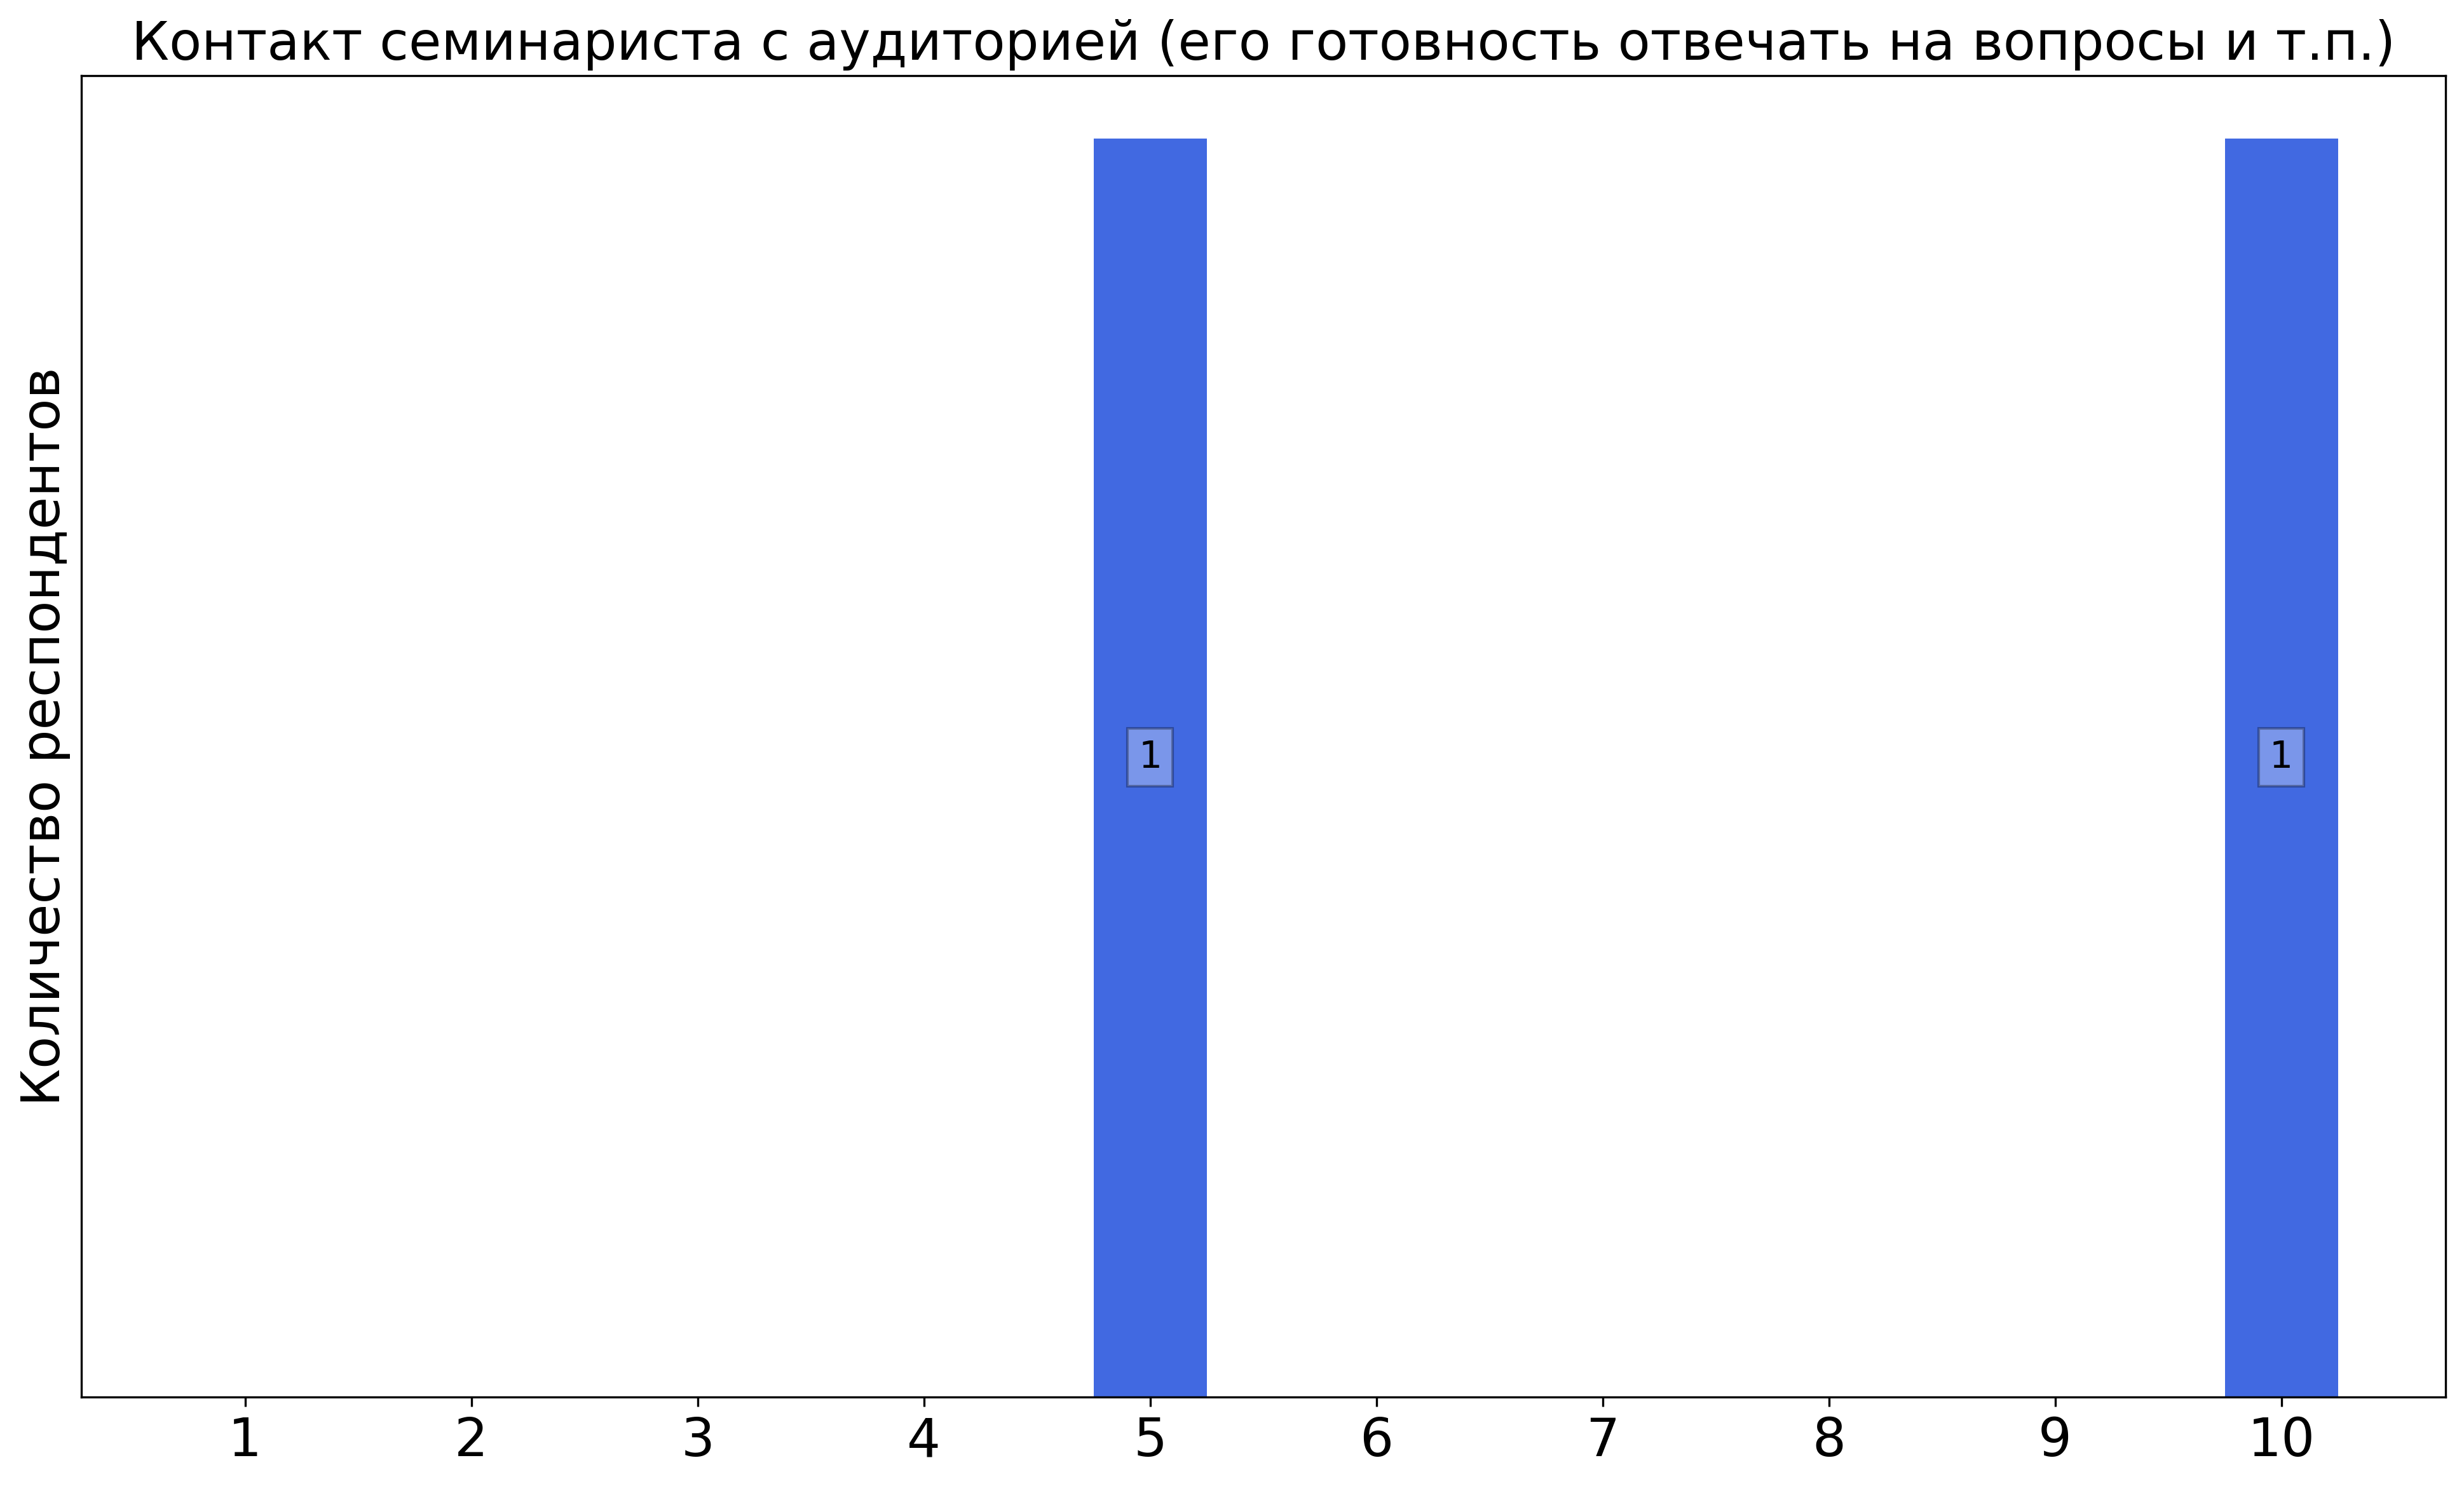 Контакт семинариста с аудиторией (его готовность отвечать на вопросы и т.п.)
Количество респондентов
1
1
1 2 3 4 5 6 7 8 9 10